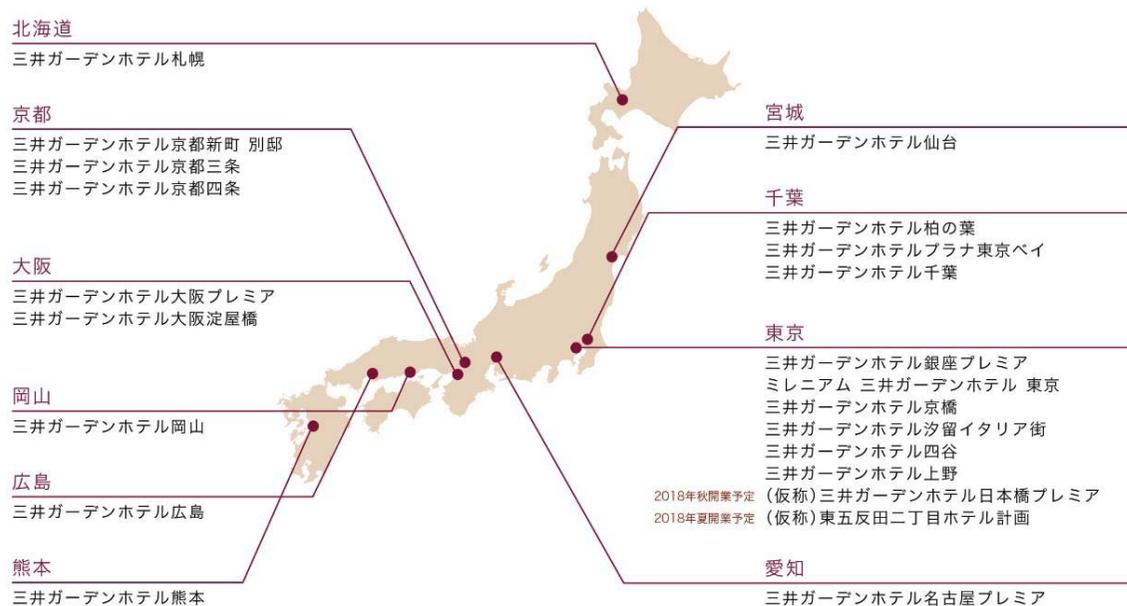 北海道
三井ガーデンホテル札幌
京都
三井ガーデンホテル京都新町 別邸
三井ガーデンホテル京都三条
三井ガーデンホテル京都四条
大阪
三井ガーデンホテル大阪プレミア
三井ガーデンホテル大阪淀屋橋
岡山
三井ガーデンホテル岡山
広島
三井ガーデンホテル広島
熊本
三井ガーデンホテル熊本
宮城
三井ガーデンホテル仙台
千葉
三井ガーデンホテル柏の葉
三井ガーデンホテルプラナ東京ベイ
三井ガーデンホテル千葉
東京
三井ガーデンホテル銀座プレミア
ミレニアム 三井ガーデンホテル 東京
三井ガーデンホテル京橋
三井ガーデンホテル汐留イタリア街
三井ガーデンホテル四谷
三井ガーデンホテル上野
2018年秋開業予定 (仮称)三井ガーデンホテル日本橋プレミア
2018年夏開業予定 (仮称)東五反田二丁目ホテル計画
愛知
三井ガーデンホテル名古屋プレミア